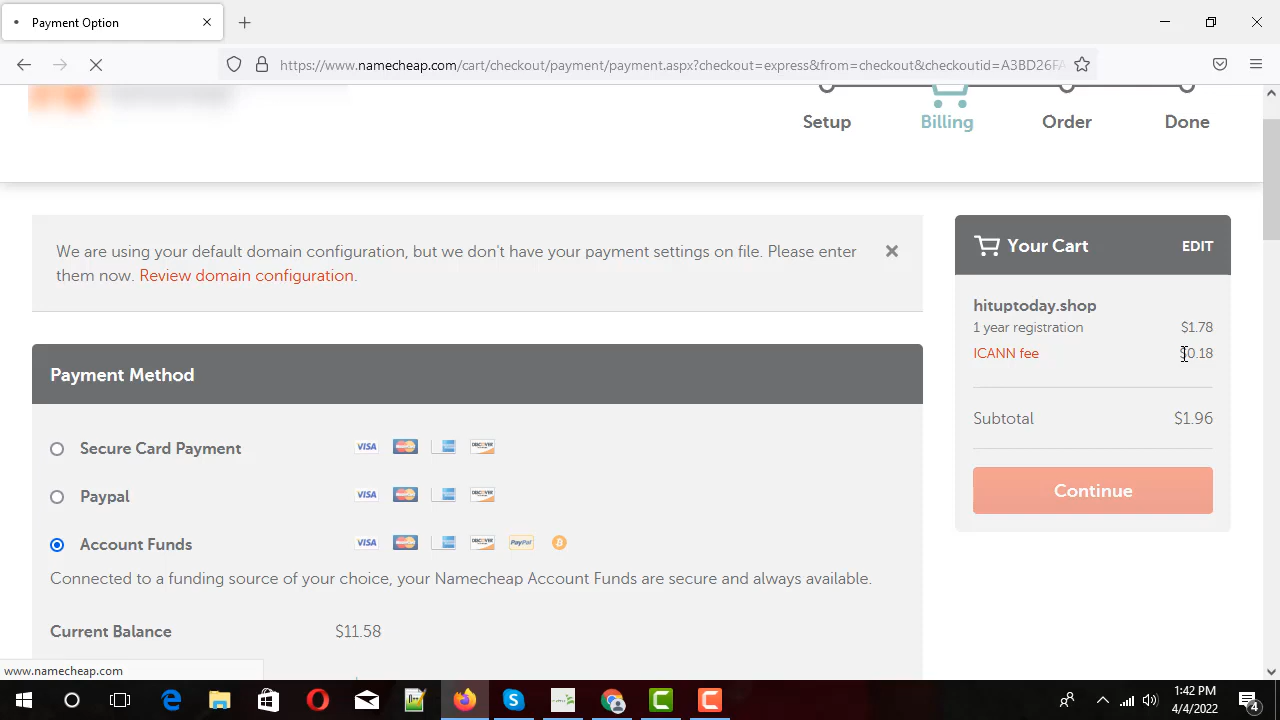 Payment Option
https://www.namecheap.com/cart/checkout/payment/payment.aspx?checkout=express&from=checkout&checkoutid=A3BD26FA
Setup
Billing
Order
Done
We are using your default domain configuration, but we don't have your payment settings on file. Please enter
them now. Review domain configuration.
Your Cart
EDIT
hituptoday.shop
1 year registration $1.78
ICANN fee $0.18
Subtotal $1.96
Continue
Payment Method
Secure Card Payment VISA
Paypal VISA
Account Funds VISA PayPal
Connected to a funding source of your choice, your Namecheap Account Funds are secure and always available.
Current Balance $11.58
www.namecheap.com
1:42 PM
4/4/2022
4